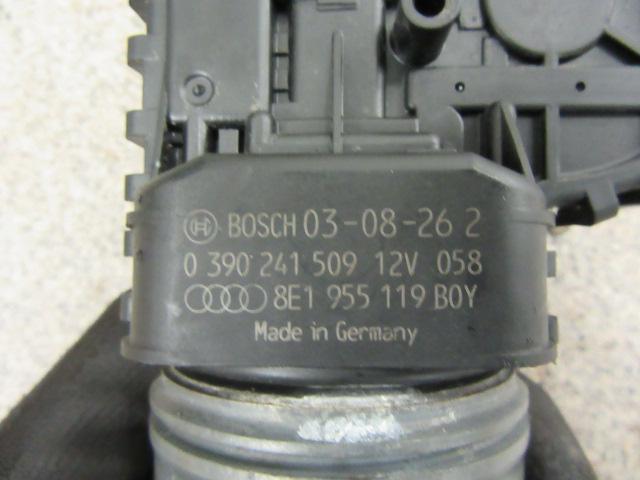 BOSCH 03-08-26 2
0 390 241 509 12V 058
8E1 955 119 B0Y
Made in Germany